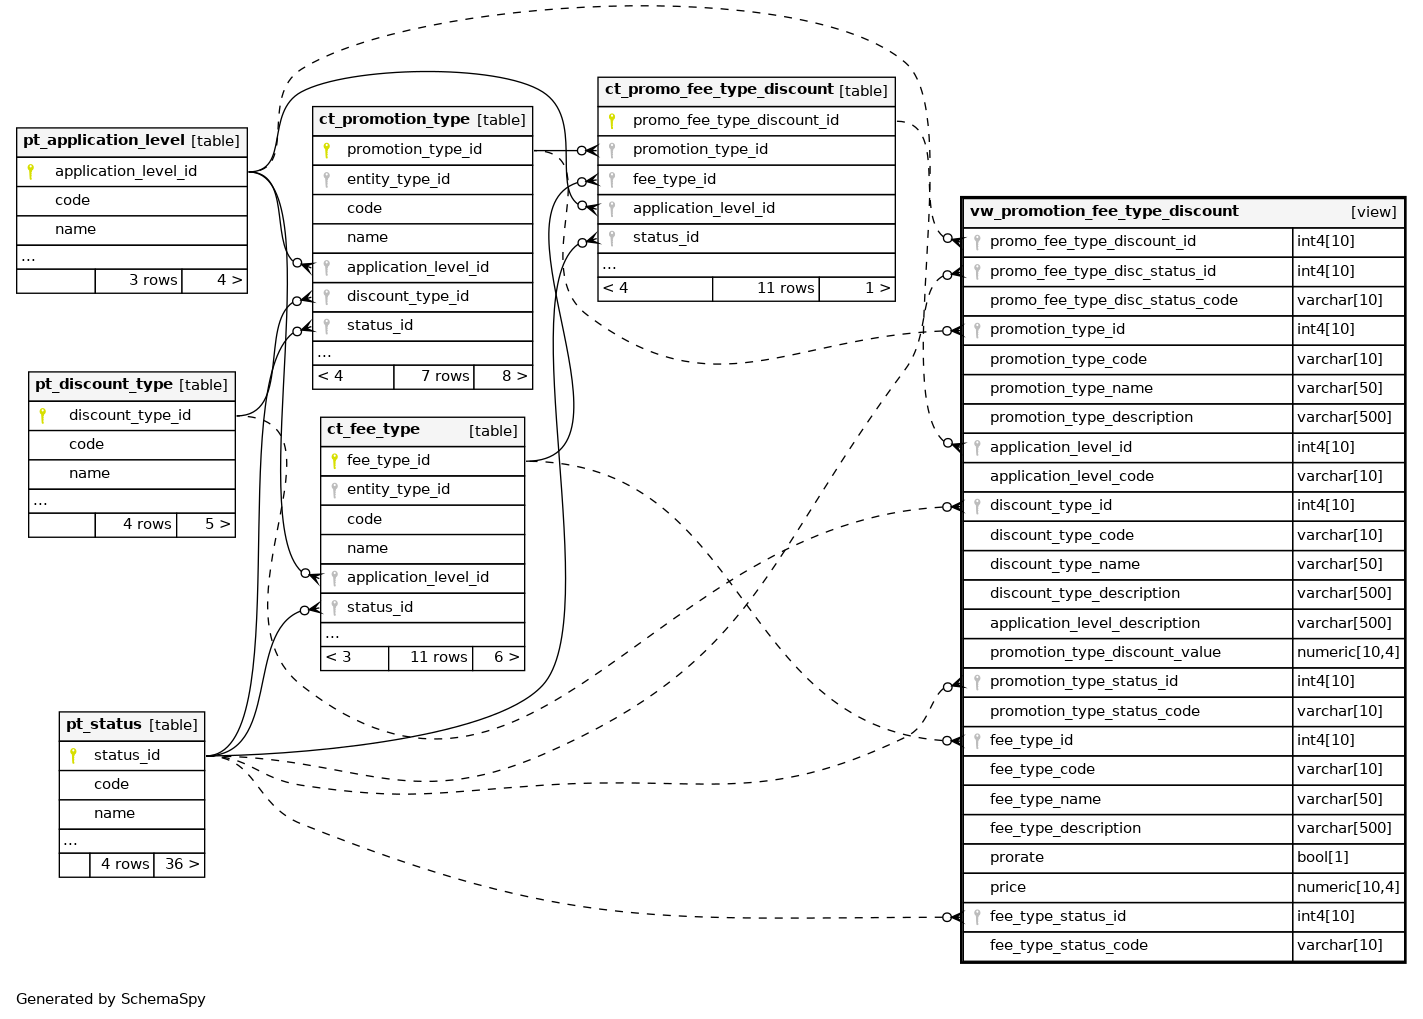 pt_application_level [table]
application_level_id
code
name
...
3 rows 4 >
pt_discount_type [table]
discount_type_id
code
name
...
4 rows 5 >
pt_status [table]
status_id
code
name
...
4 rows 36 >
ct_promotion_type [table]
promotion_type_id
entity_type_id
code
name
application_level_id
discount_type_id
status_id
...
< 4 7 rows 8 >
ct_fee_type [table]
fee_type_id
entity_type_id
code
name
application_level_id
status_id
...
< 3 11 rows 6 >
ct_promo_fee_type_discount [table]
promo_fee_type_discount_id
promotion_type_id
fee_type_id
application_level_id
status_id
...
< 4 11 rows 1 >
vw_promotion_fee_type_discount [view]
promo_fee_type_discount_id int4[10]
promo_fee_type_disc_status_id int4[10]
promo_fee_type_disc_status_code varchar[10]
promotion_type_id int4[10]
promotion_type_code varchar[10]
promotion_type_name varchar[50]
promotion_type_description varchar[500]
application_level_id int4[10]
application_level_code varchar[10]
discount_type_id int4[10]
discount_type_code varchar[10]
discount_type_name varchar[50]
discount_type_description varchar[500]
application_level_description varchar[500]
promotion_type_discount_value numeric[10,4]
promotion_type_status_id int4[10]
promotion_type_status_code varchar[10]
fee_type_id int4[10]
fee_type_code varchar[10]
fee_type_name varchar[50]
fee_type_description varchar[500]
prorate bool[1]
price numeric[10,4]
fee_type_status_id int4[10]
fee_type_status_code varchar[10]
Generated by SchemaSpy